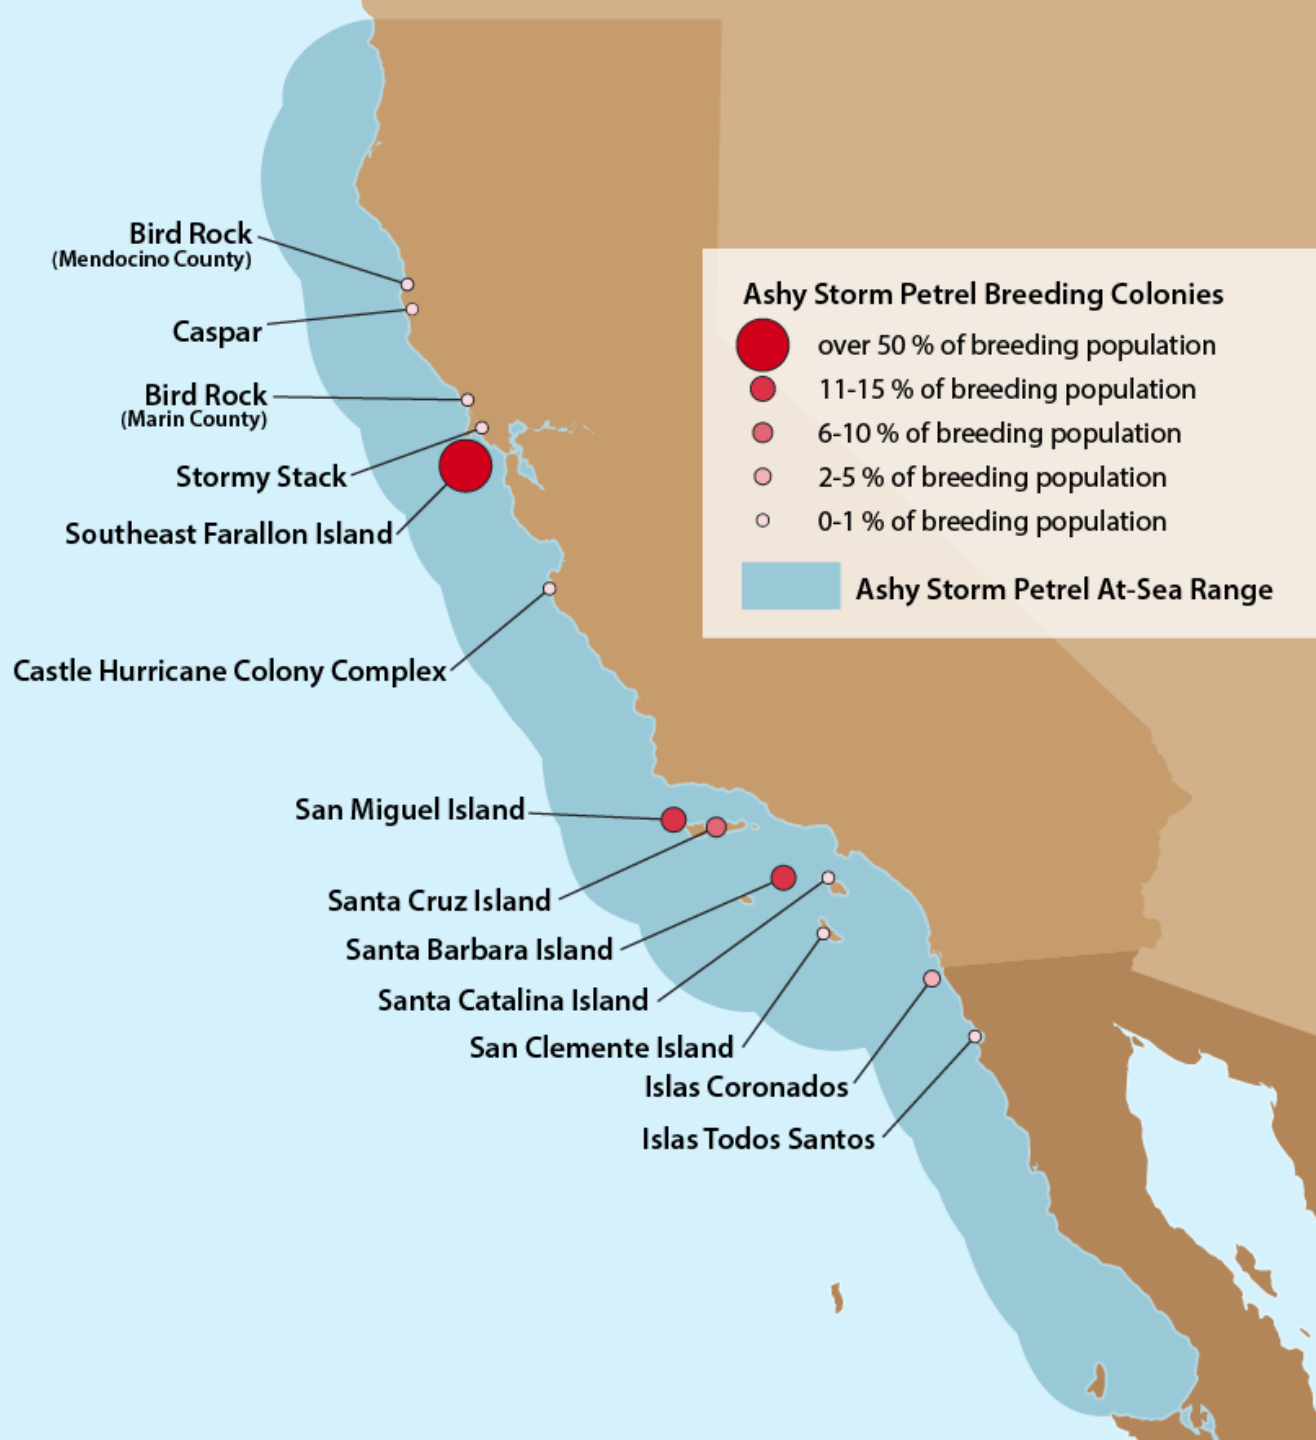 Bird Rock
(Mendocino County)
Caspar
Bird Rock
(Marin County)
Stormy Stack
Southeast Farallon Island
Castle Hurricane Colony Complex
San Miguel Island
Santa Cruz Island
Santa Barbara Island
Santa Catalina Island
San Clemente Island
Islas Coronados
Islas Todos Santos
Ashy Storm Petrel Breeding Colonies
over 50 % of breeding population
11-15 % of breeding population
6-10 % of breeding population
2-5 % of breeding population
0-1 % of breeding population
Ashy Storm Petrel At-Sea Range